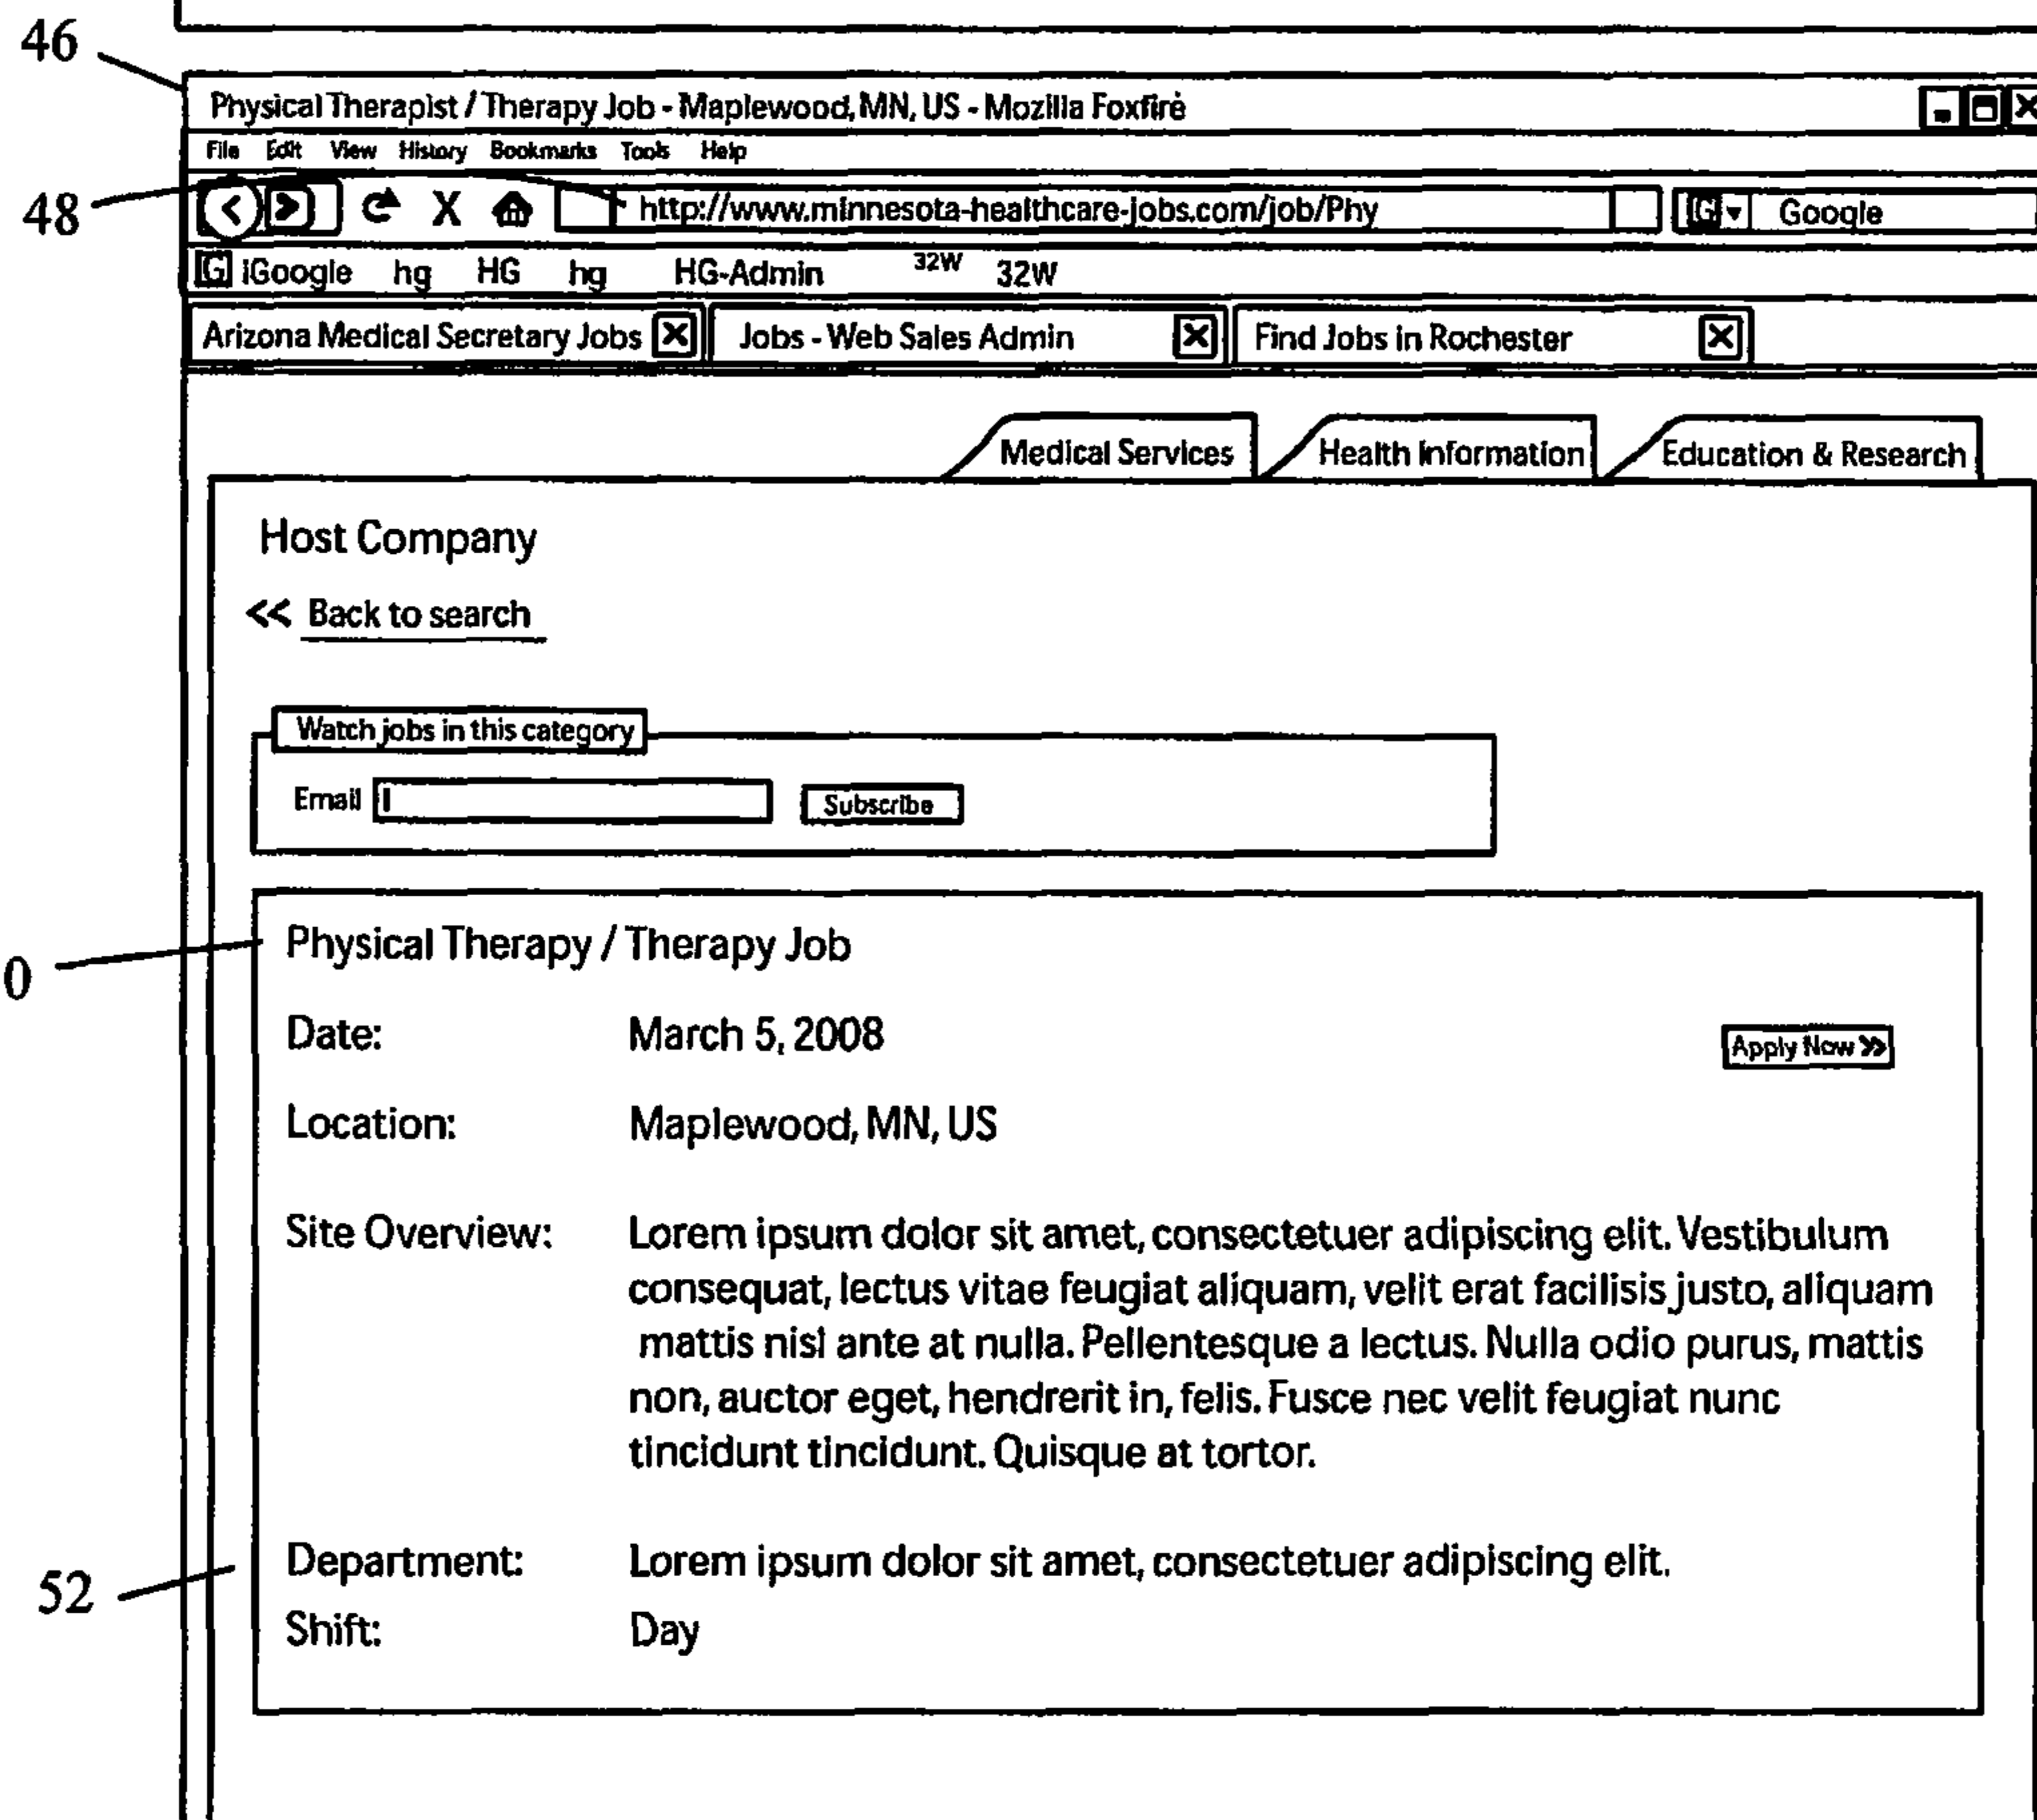 46
Physical Therapist / Therapy Job - Maplewood, MN, US - Mozilla Foxfire
File Edit View History Bookmarks Tools Help
48
http://www.minnesota-healthcare-jobs.com/job/Phy
G Google
G iGoogle hg HG hg HG-Admin 32W 32W
Arizona Medical Secretary Jobs Jobs - Web Sales Admin Find Jobs in Rochester
Medical Services Health Information Education & Research
Host Company
<< Back to search
Watch jobs in this category
Email Subscribe
0
Physical Therapy / Therapy Job
Date: March 5, 2008
Apply Now >>
Location: Maplewood, MN, US
Site Overview: Lorem ipsum dolor sit amet, consectetuer adipiscing elit. Vestibulum
consequat, lectus vitae feugiat aliquam, velit erat facilisis justo, aliquam
mattis nisl ante at nulla. Pellentesque a lectus. Nulla odio purus, mattis
non, auctor eget, hendrerit in, felis. Fusce nec velit feugiat nunc
tincidunt tincidunt. Quisque at tortor.
52
Department: Lorem ipsum dolor sit amet, consectetuer adipiscing elit.
Shift: Day